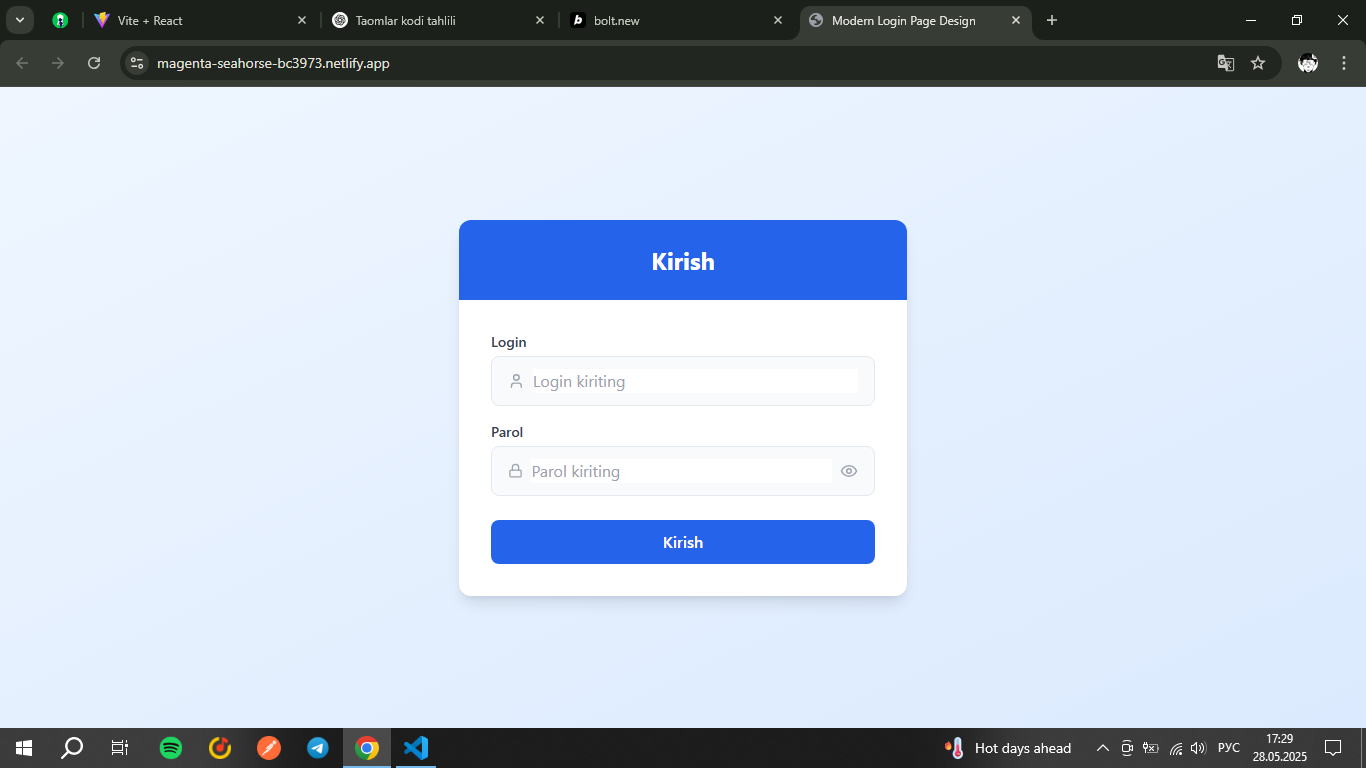 Vite + React
Taomlar kodi tahlili
bolt.new
Modern Login Page Design
magenta-seahorse-bc3973.netlify.app
Kirish
Login
Login kiriting
Parol
Parol kiriting
Kirish
Hot days ahead
РУС
17:29
28.05.2025